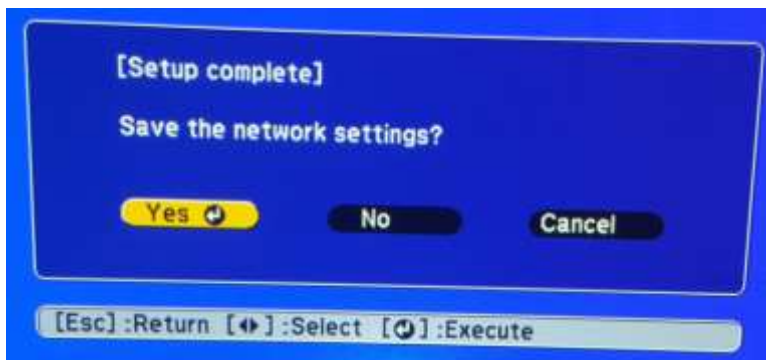 [Setup complete]
Save the network settings?
Yes No Cancel
[Esc] :Return [◆] :Select [⏎] :Execute